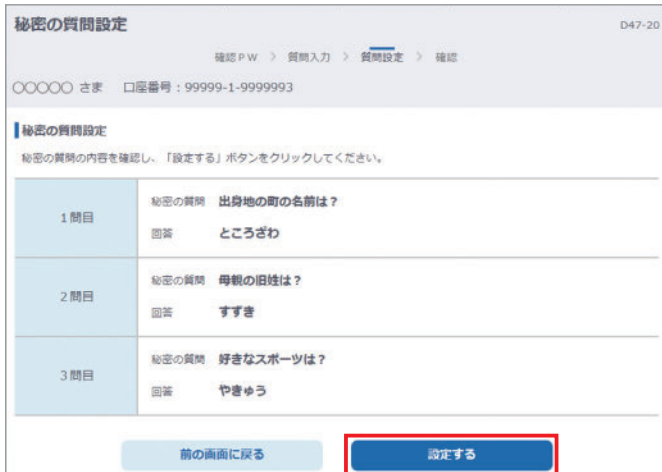 秘密の質問設定 D47-20
確認PW > 質問入力 > 質問設定 > 確認
○○○○○ さま 口座番号:99999-1-9999993
秘密の質問設定
秘密の質問の内容を確認し、「設定する」ボタンをクリックしてください。
1問目
秘密の質問 出身地の町の名前は?
回答 ところざわ
2問目
秘密の質問 母親の旧姓は?
回答 すずき
3問目
秘密の質問 好きなスポーツは?
回答 やきゅう
前の画面に戻る 設定する